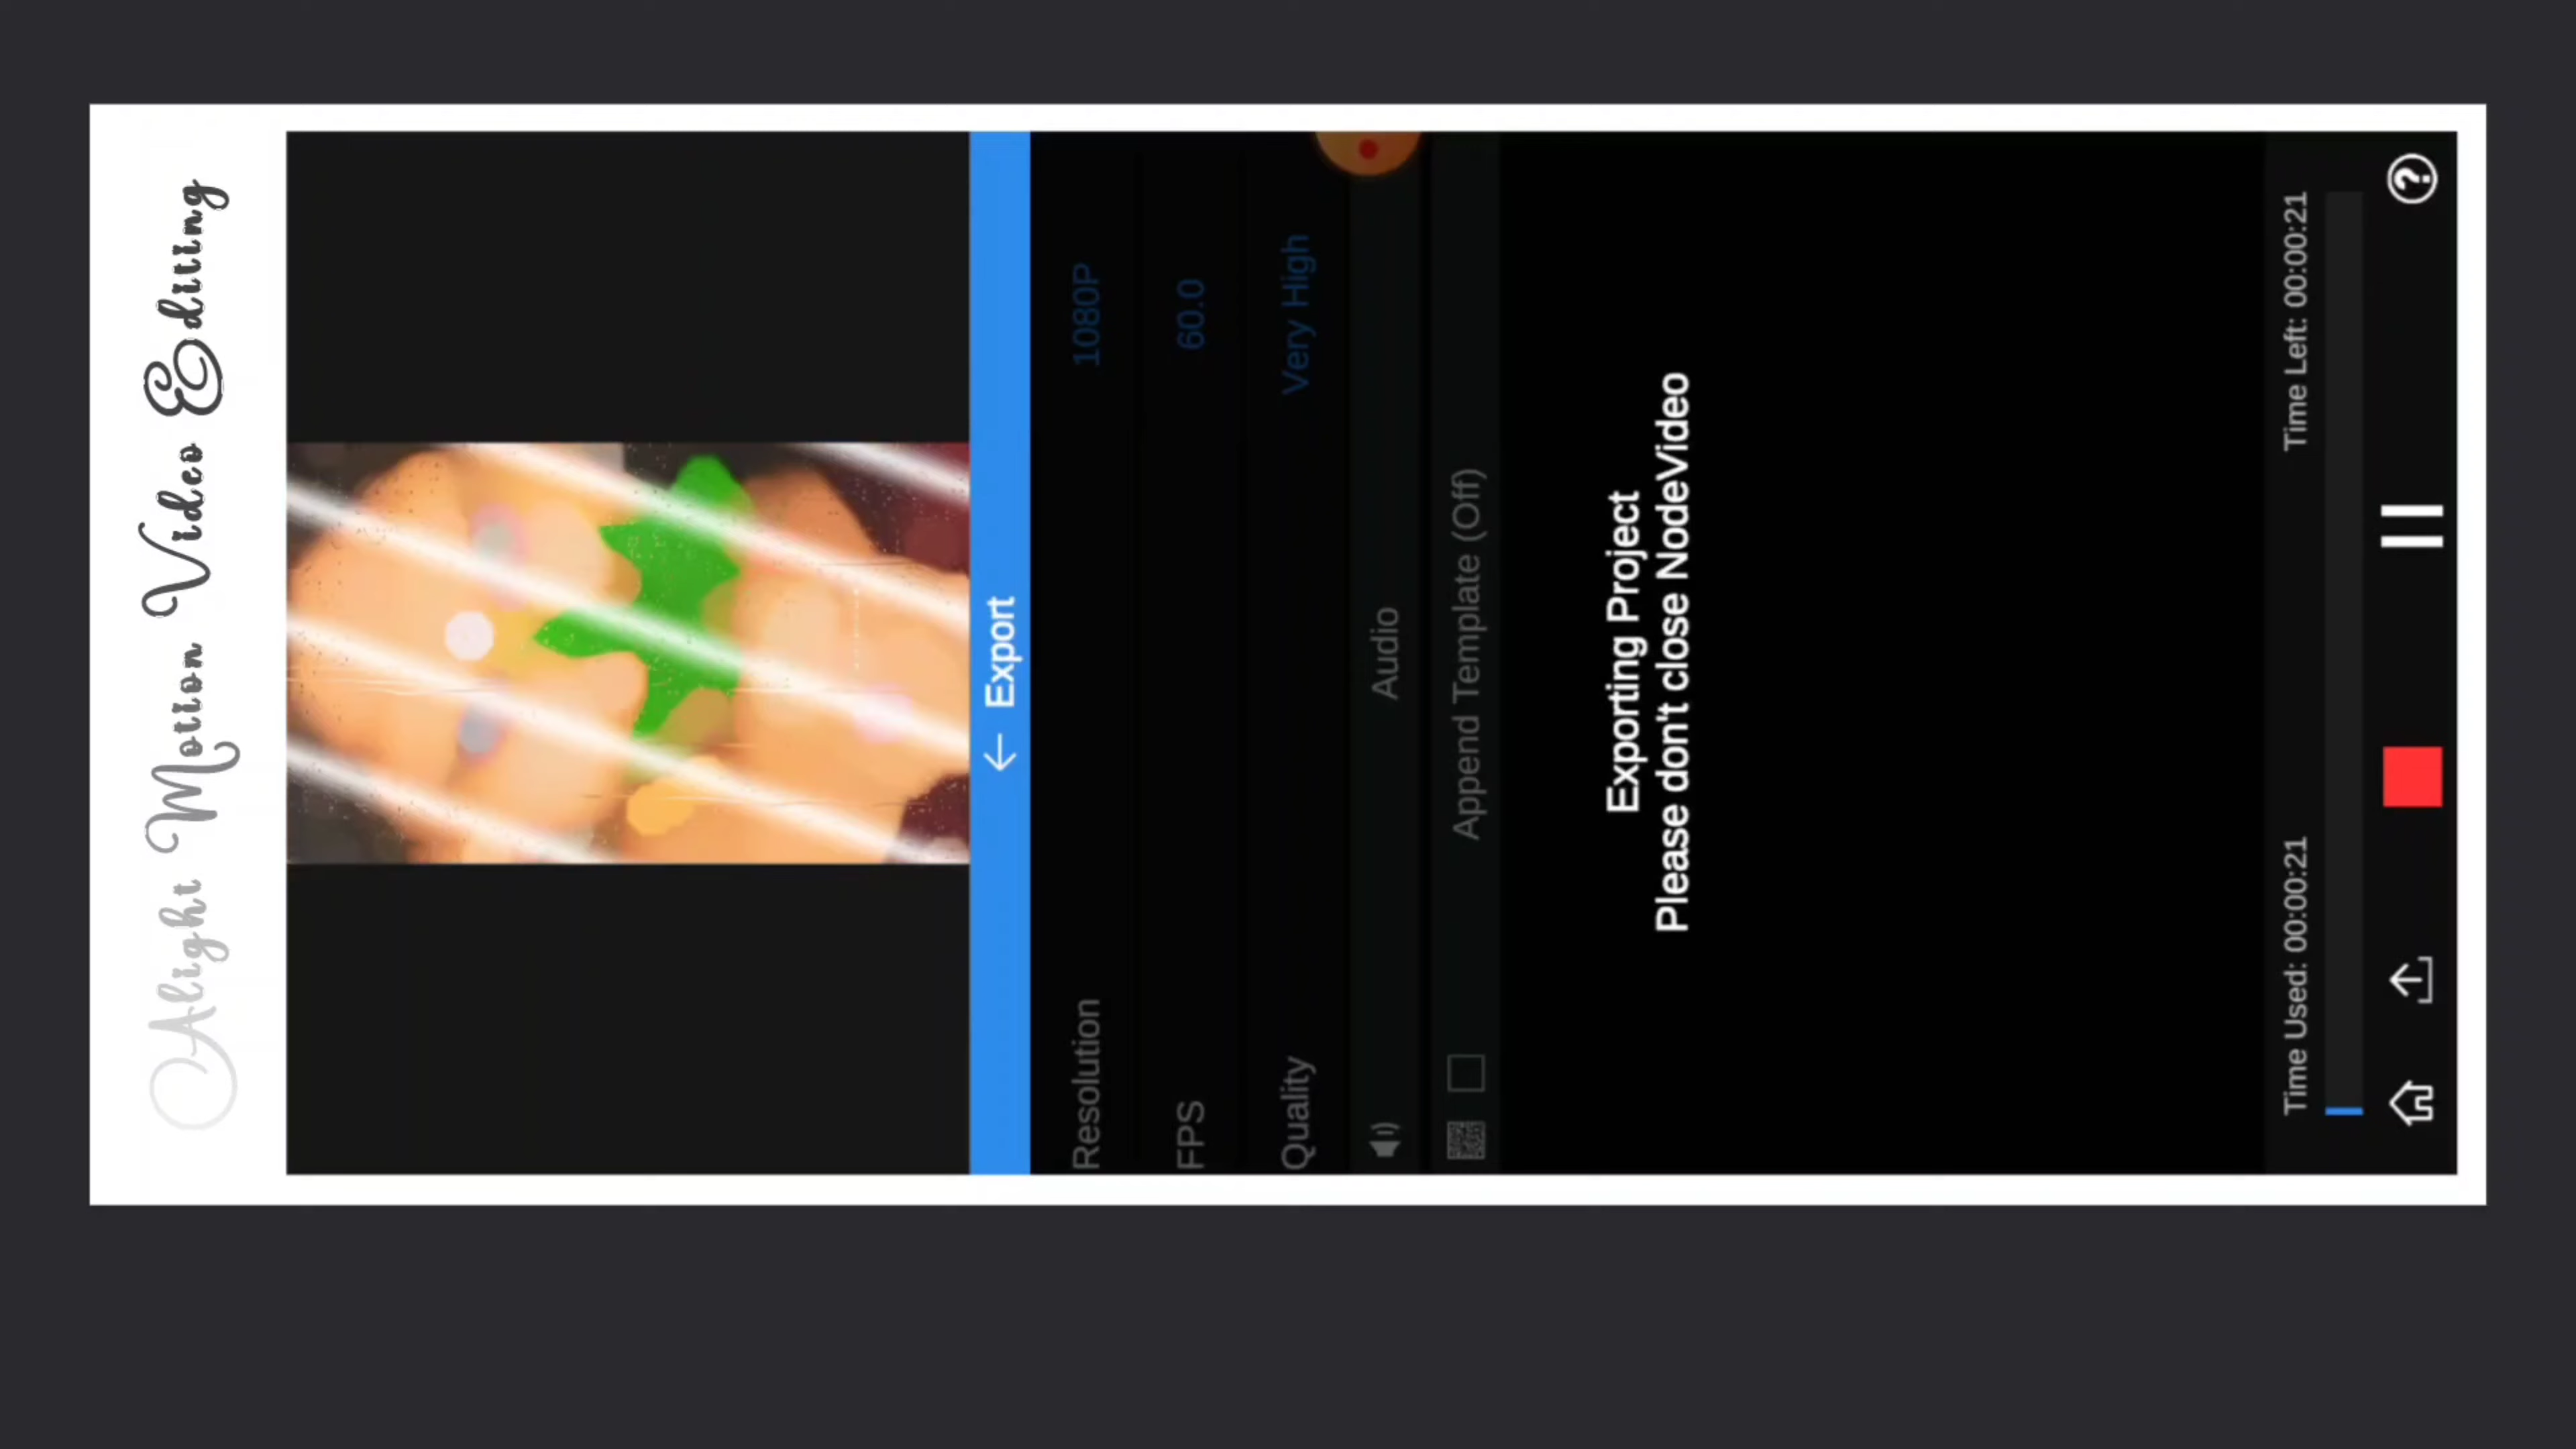 Alight Motion Video Editing
← Export
Resolution 1080P
FPS 60.0
Quality Very High
Audio
Append Template (Off)
Exporting Project
Please don't close NodeVideo
Time Used: 00:00:21 Time Left: 00:00:21